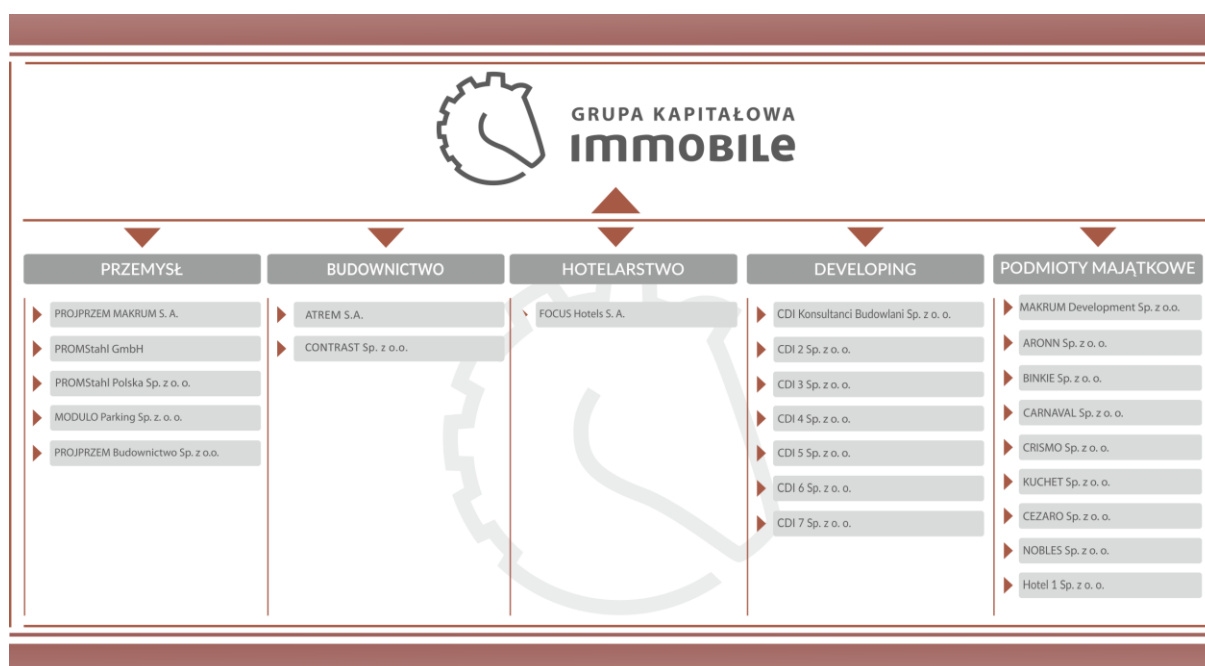 GRUPA KAPITAŁOWA
IMMOBILE
PRZEMYSŁ
PROJPRZEM MAKRUM S. A.
PROMStahl GmbH
PROMStahl Polska Sp. z o. o.
MODULO Parking Sp. z. o. o.
PROJPRZEM Budownictwo Sp. z o.o.
BUDOWNICTWO
ATREM S.A.
CONTRAST Sp. z o.o.
HOTELARSTWO
FOCUS Hotels S. A.
DEVELOPING
CDI Konsultanci Budowlani Sp. z o. o.
CDI 2 Sp. z o. o.
CDI 3 Sp. z o. o.
CDI 4 Sp. z o. o.
CDI 5 Sp. z o. o.
CDI 6 Sp. z o. o.
CDI 7 Sp. z o. o.
PODMIOTY MAJĄTKOWE
MAKRUM Development Sp. z o.o.
ARONN Sp. z o. o.
BINKIE Sp. z o. o.
CARNAVAL Sp. z o. o.
CRISMO Sp. z o. o.
KUCHET Sp. z o. o.
CEZARO Sp. z o. o.
NOBLES Sp. z o. o.
Hotel 1 Sp. z o. o.